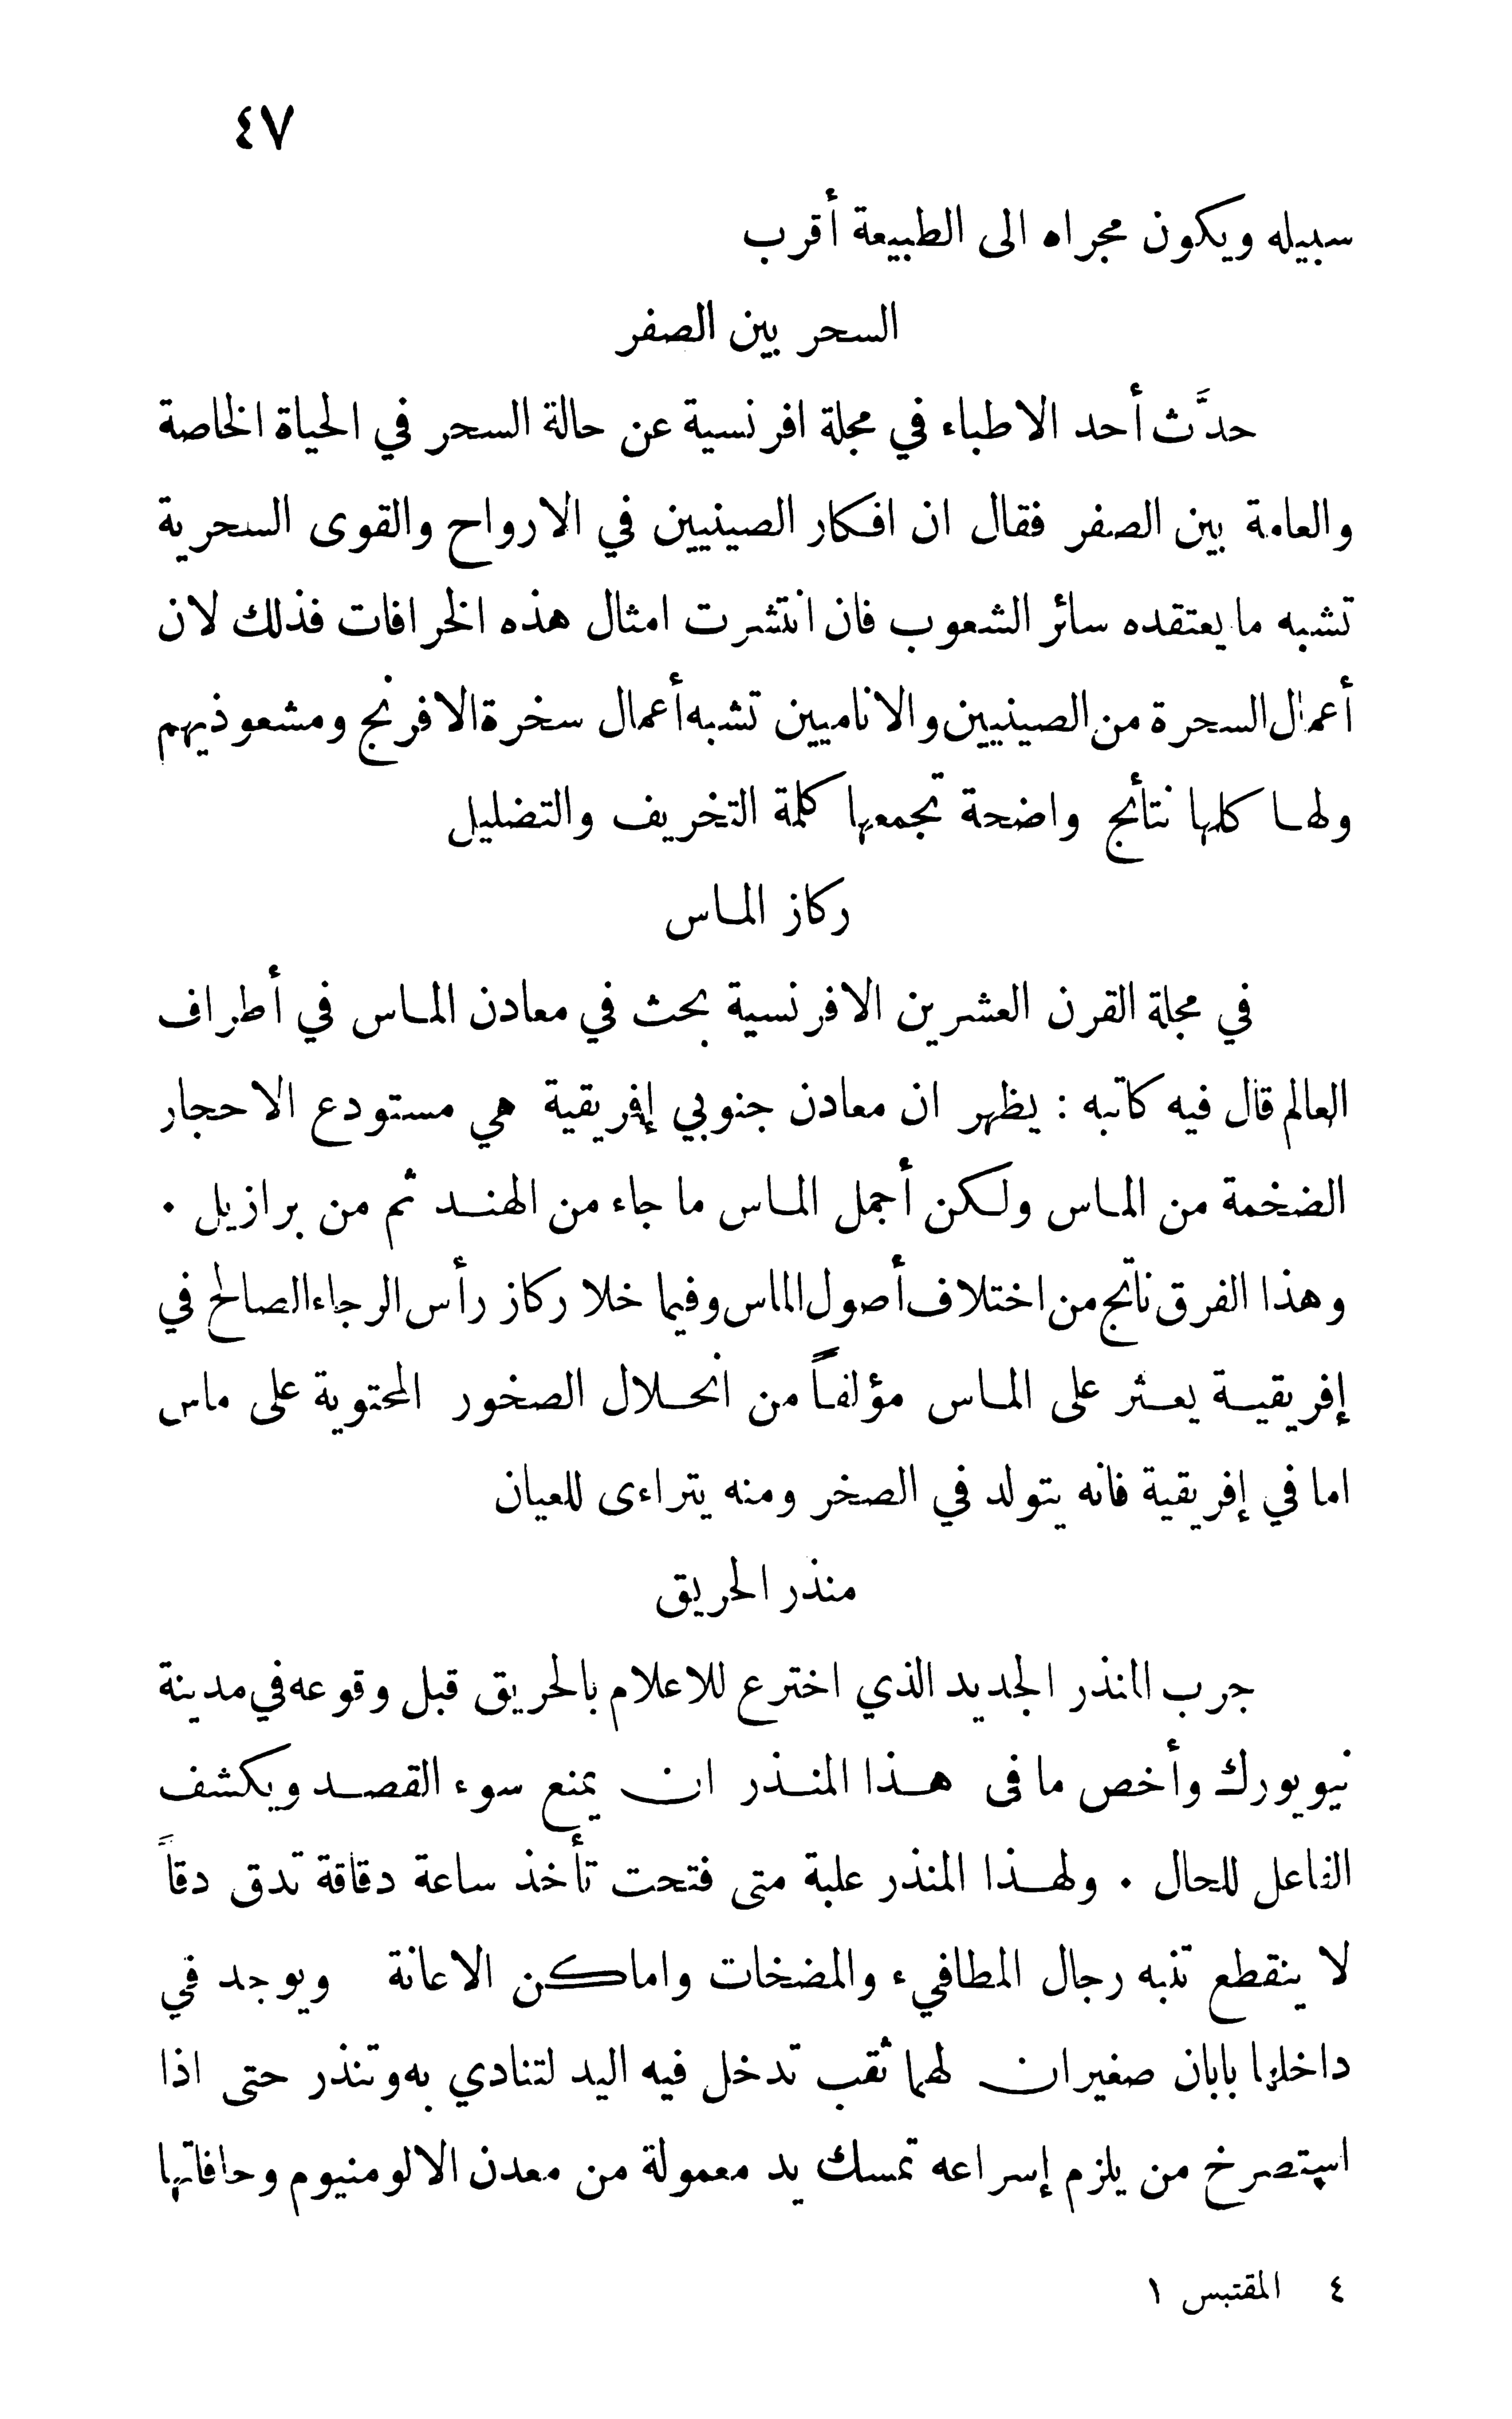 ٤٧
سبيله ويكون مجراه الى الطبيعة أقرب
السحر بين الصفر
حدَّث أحد الاطباء في مجلة افرنسية عن حالة السحر في الحياة الخاصة
والعامة بين الصفر فقال ان افكار الصينيين في الارواح والقوى السحرية
تشبه ما يعتقده سائر الشعوب فان انتشرت امثال هذه الخرافات فذلك لان
أعمال السحرة من الصينيين والاناميين تشبه أعمال سخرة الافرنج ومشعوذيهم
ولها كلها نتائج واضحة تجمعها كلمة التخريف والتضليل
ركاز الماس
في مجلة القرن العشرين الافرنسية بحث في معادن الماس في أطراف
العالم قال فيه كاتبه : يظهر ان معادن جنوبي إفريقية هي مستودع الاحجار
الضخمة من الماس ولكن أجمل الماس ما جاء من الهند ثم من برازيل .
وهذا الفرق ناتج من اختلاف أصول الماس وفيما خلا ركاز رأس الرجاء الصالح في
إفريقية يعثر على الماس مؤلفاً من انحلال الصخور المحتوية على ماس
اما في إفريقية فانه يتولد في الصخر ومنه يتراءى للعيان
منذر الحريق
جرب المنذر الجديد الذي اخترع للاعلام بالحريق قبل وقوعه في مدينة
نيويورك وأخص ما فى هذا المنذر ان يمنع سوء القصد ويكشف
الفاعل للحال . ولهذا المنذر علبة متى فتحت تأخذ ساعة دقاقة تدق دقاً
لا ينقطع تنبه رجال المطافيء والمضخات واماكن الاعانة ويوجد في
داخلها بابان صغيران لهما ثقب تدخل فيه اليد لتنادي به وتنذر حتى اذا
استصرخ من يلزم إسراعه تمسك يد معمولة من معدن الالومنيوم وحافاتها
٤ المقتبس ١